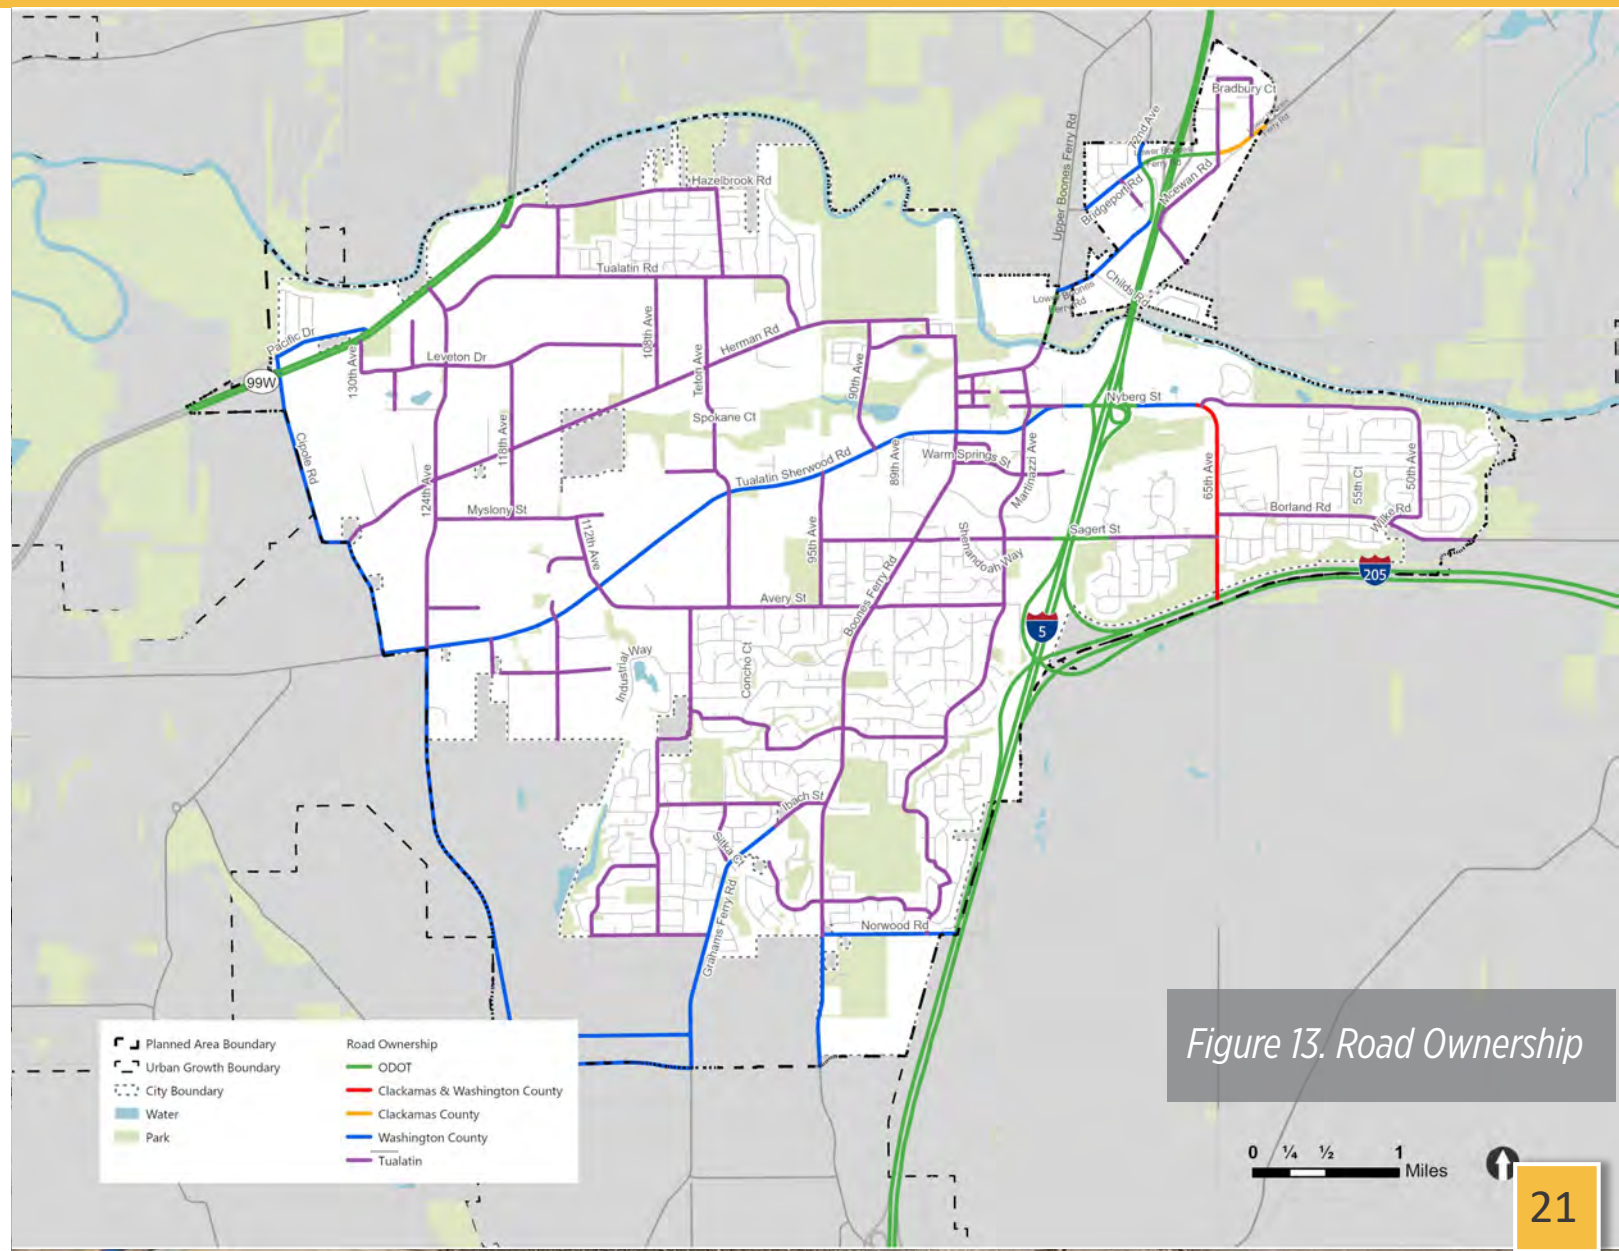 Bradbury Ct
72nd Ave
Lower Boones
Ferry Rd
Ferry Rd
Upper Boones Ferry Rd
Mcewan Rd
Bridgeport Rd
Hazelbrook Rd
Tualatin Rd
Childs Rd
Lower Boones
Ferry Rd
Pacific Dr
130th Ave
99W
Leveton Dr
108th Ave
Teton Ave
Herman Rd
90th Ave
Nyberg St
Cipole Rd
118th Ave
Spokane Ct
124th Ave
Tualatin Sherwood Rd
89th Ave
Warm Springs St
Martinazzi Ave
65th Ave
55th Ct
50th Ave
Myslony St
112th Ave
95th Ave
Shenandoah Way
Sagert St
Borland Rd
Wilke Rd
205
Avery St
Boones Ferry Rd
5
Industrial Way
Concho Ct
Ibach St
Sitka Ct
Grahams Ferry Rd
Norwood Rd
Figure 13. Road Ownership
Planned Area Boundary
Urban Growth Boundary
City Boundary
Water
Park
Road Ownership
ODOT
Clackamas & Washington County
Clackamas County
Washington County
Tualatin
0 ¼ ½ 1
Miles
21